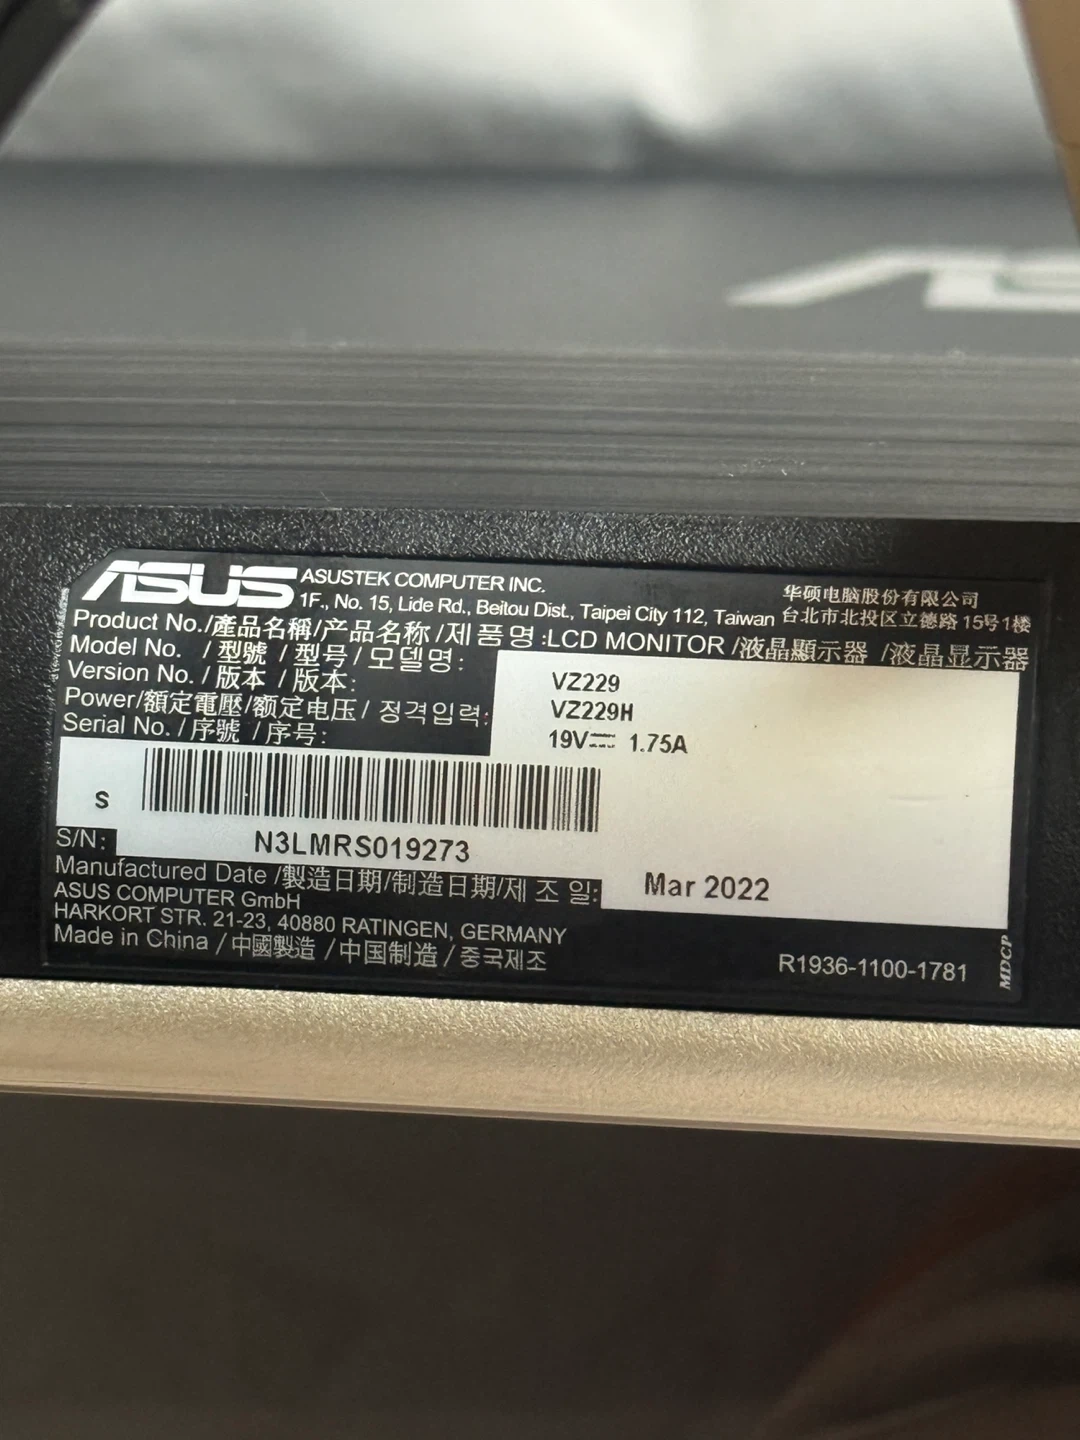 ASUS
ASUSTEK COMPUTER INC.
1F., No. 15, Lide Rd., Beitou Dist., Taipei City 112, Taiwan
华硕电脑股份有限公司
台北市北投区立德路 15号1楼
Product No./產品名稱/产品名称/제품명:LCD MONITOR/液晶顯示器/液晶显示器
Model No. /型號 /型号/모델명: VZ229
Version No./版本 /版本: VZ229H
Power/額定電壓/额定电压/ 정격입력: 19V⎓ 1.75A
Serial No. /序號 /序号:
S
S/N: N3LMRS019273
Manufactured Date /製造日期/制造日期/제 조 일: Mar 2022
ASUS COMPUTER GmbH
HARKORT STR. 21-23, 40880 RATINGEN, GERMANY
Made in China /中國製造 /中国制造 /중국제조
R1936-1100-1781
MDCP